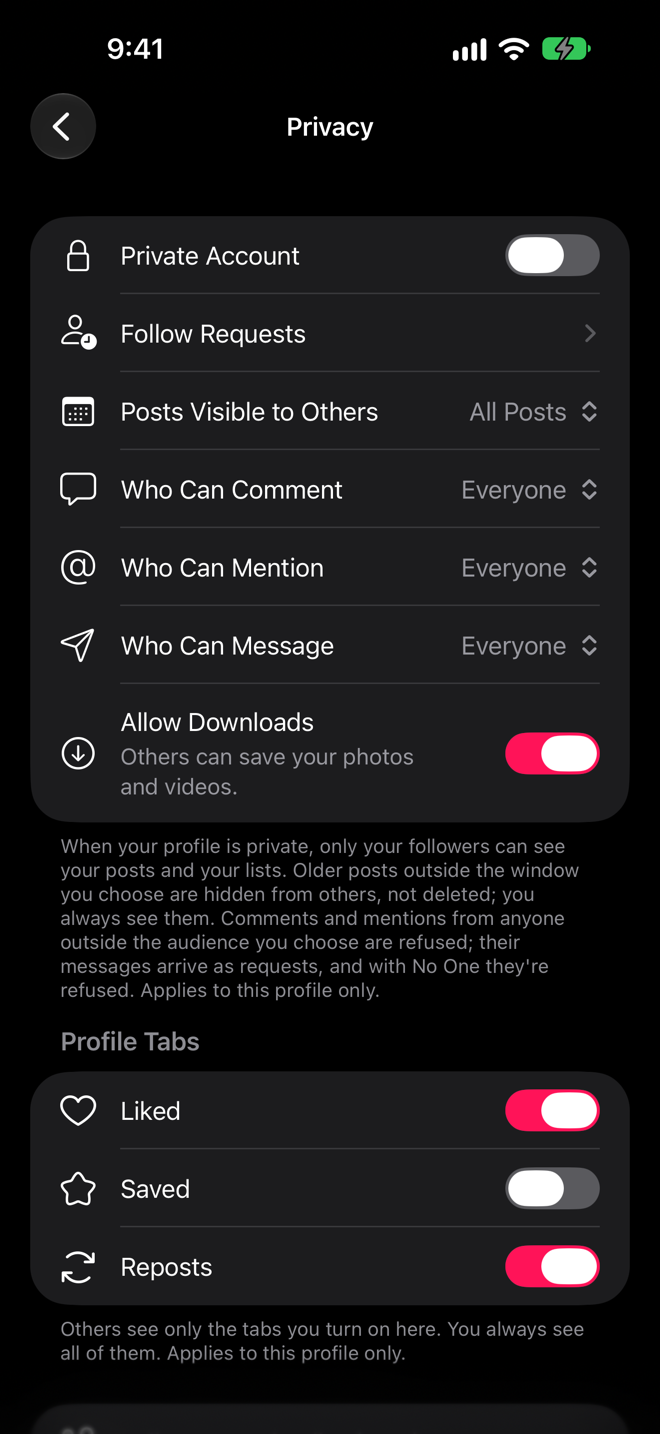 9:41
Privacy
Private Account
Follow Requests
Posts Visible to Others All Posts
Who Can Comment Everyone
Who Can Mention Everyone
Who Can Message Everyone
Allow Downloads
Others can save your photos
and videos.
When your profile is private, only your followers can see
your posts and your lists. Older posts outside the window
you choose are hidden from others, not deleted; you
always see them. Comments and mentions from anyone
outside the audience you choose are refused; their
messages arrive as requests, and with No One they're
refused. Applies to this profile only.
Profile Tabs
Liked
Saved
Reposts
Others see only the tabs you turn on here. You always see
all of them. Applies to this profile only.